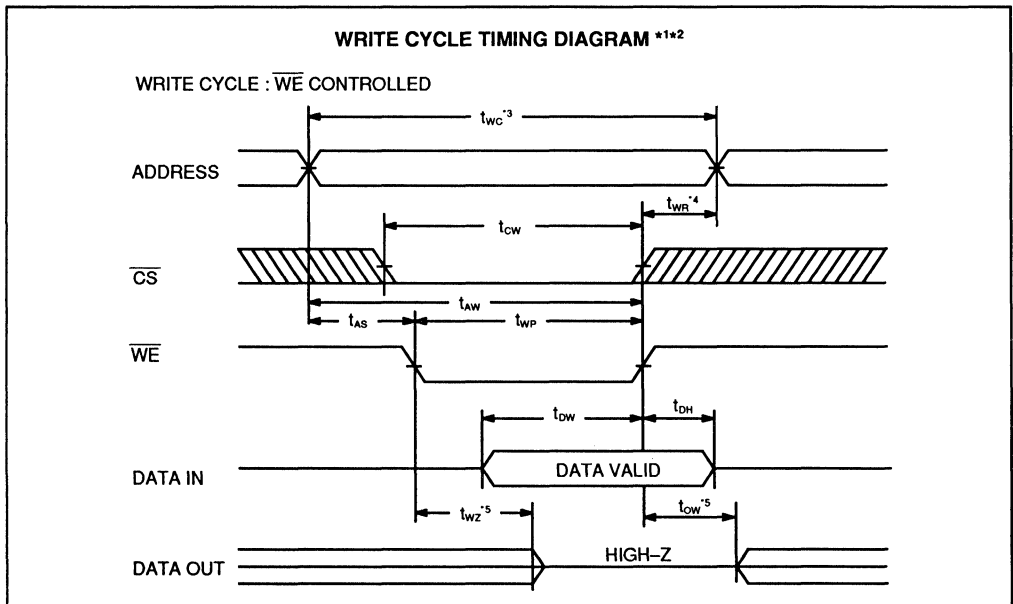 WRITE CYCLE TIMING DIAGRAM *1*2
WRITE CYCLE : WE CONTROLLED
tWC*3
ADDRESS
tWR*4
tCW
CS
tAW
tAS
tWP
WE
tDW
tDH
DATA VALID
DATA IN
tWZ*5
tOW*5
HIGH–Z
DATA OUT